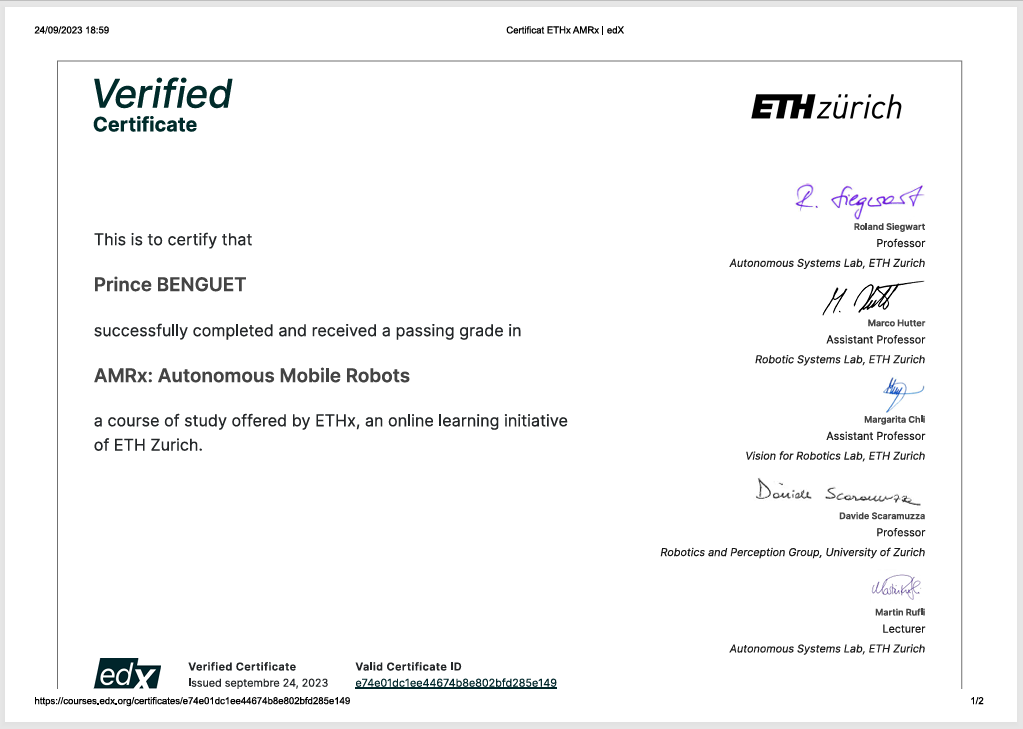 24/09/2023 18:59
Certificat ETHx AMRx | edX
Verified
Certificate
ETH zürich
This is to certify that
Prince BENGUET
successfully completed and received a passing grade in
AMRx: Autonomous Mobile Robots
a course of study offered by ETHx, an online learning initiative
of ETH Zurich.
R. Siegwart
Roland Siegwart
Professor
Autonomous Systems Lab, ETH Zurich
M. Hutter
Marco Hutter
Assistant Professor
Robotic Systems Lab, ETH Zurich
Margarita Chli
Assistant Professor
Vision for Robotics Lab, ETH Zurich
Davide Scaramuzza
Davide Scaramuzza
Professor
Robotics and Perception Group, University of Zurich
Martin Rufli
Lecturer
Autonomous Systems Lab, ETH Zurich
edX
Verified Certificate
Issued septembre 24, 2023
Valid Certificate ID
e74e01dc1ee44674b8e802bfd285e149
https://courses.edx.org/certificates/e74e01dc1ee44674b8e802bfd285e149
1/2